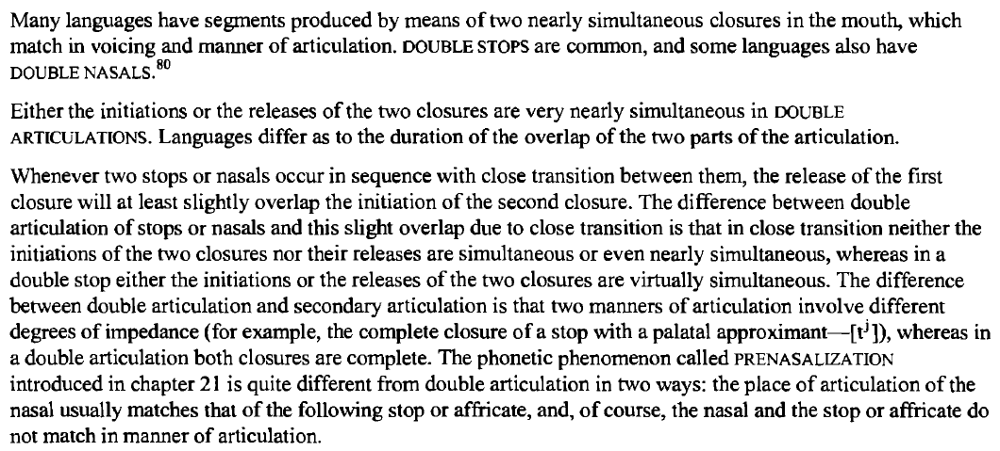 Many languages have segments produced by means of two nearly simultaneous closures in the mouth, which
match in voicing and manner of articulation. DOUBLE STOPS are common, and some languages also have
DOUBLE NASALS.⁸⁰
Either the initiations or the releases of the two closures are very nearly simultaneous in DOUBLE
ARTICULATIONS. Languages differ as to the duration of the overlap of the two parts of the articulation.
Whenever two stops or nasals occur in sequence with close transition between them, the release of the first
closure will at least slightly overlap the initiation of the second closure. The difference between double
articulation of stops or nasals and this slight overlap due to close transition is that in close transition neither the
initiations of the two closures nor their releases are simultaneous or even nearly simultaneous, whereas in a
double stop either the initiations or the releases of the two closures are virtually simultaneous. The difference
between double articulation and secondary articulation is that two manners of articulation involve different
degrees of impedance (for example, the complete closure of a stop with a palatal approximant—[tʲ]), whereas in
a double articulation both closures are complete. The phonetic phenomenon called PRENASALIZATION
introduced in chapter 21 is quite different from double articulation in two ways: the place of articulation of the
nasal usually matches that of the following stop or affricate, and, of course, the nasal and the stop or affricate do
not match in manner of articulation.